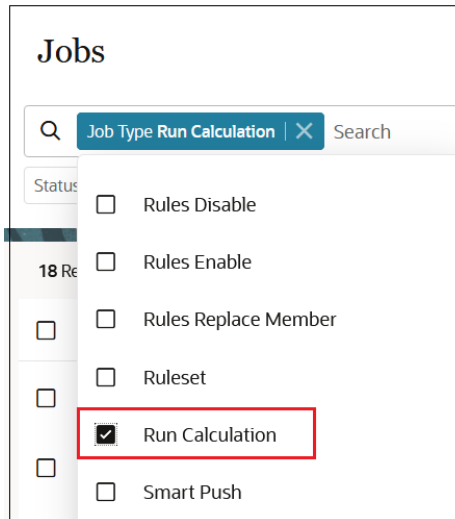 Jobs
Job Type Run Calculation Search
Status
Rules Disable
18
Rules Enable
Rules Replace Member
Ruleset
Run Calculation
Smart Push